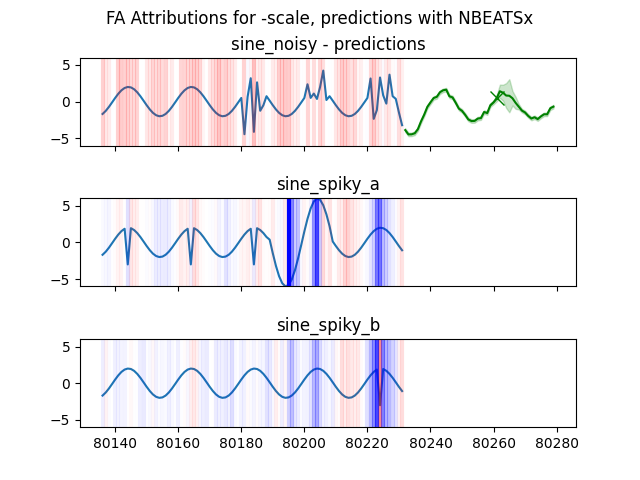 FA Attributions for -scale, predictions with NBEATSx
sine_noisy - predictions
5
0
−5
sine_spiky_a
5
0
−5
sine_spiky_b
5
0
−5
80140 80160 80180 80200 80220 80240 80260 80280